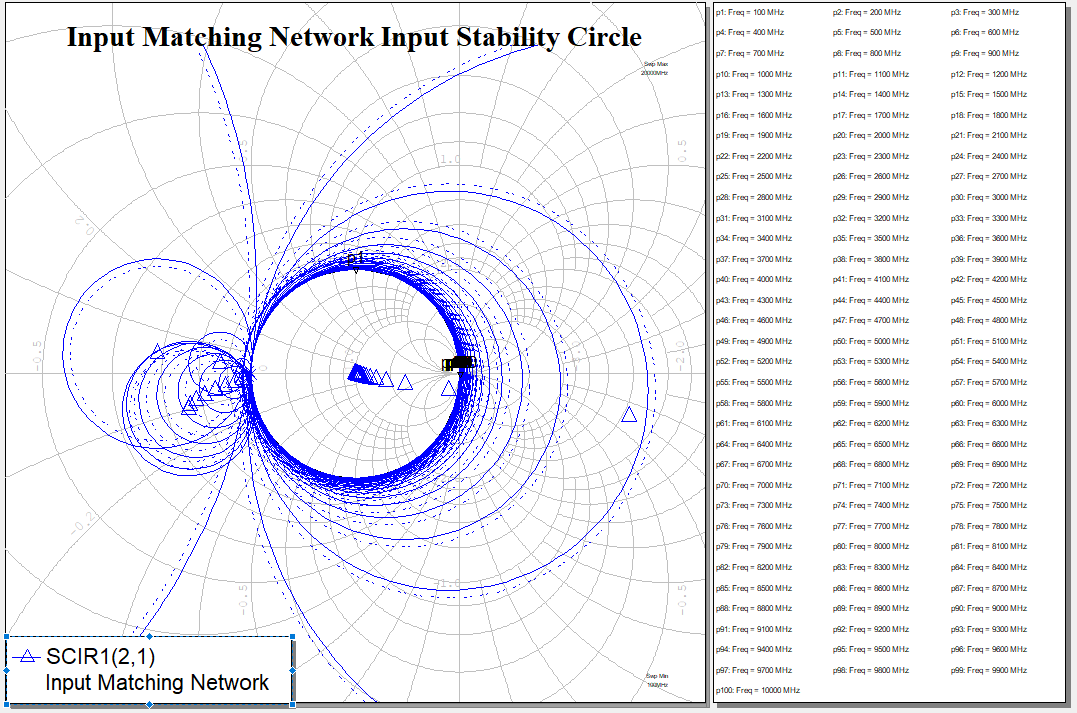 Input Matching Network Input Stability Circle
Swp Max
20000MHz
1.0
0.5
-0.5
-0.2
0
p1
-0.5
-1.0
-0.5
Swp Min
100MHz
SCIR1(2,1)
Input Matching Network
p1: Freq = 100 MHz p2: Freq = 200 MHz p3: Freq = 300 MHz
p4: Freq = 400 MHz p5: Freq = 500 MHz p6: Freq = 600 MHz
p7: Freq = 700 MHz p8: Freq = 800 MHz p9: Freq = 900 MHz
p10: Freq = 1000 MHz p11: Freq = 1100 MHz p12: Freq = 1200 MHz
p13: Freq = 1300 MHz p14: Freq = 1400 MHz p15: Freq = 1500 MHz
p16: Freq = 1600 MHz p17: Freq = 1700 MHz p18: Freq = 1800 MHz
p19: Freq = 1900 MHz p20: Freq = 2000 MHz p21: Freq = 2100 MHz
p22: Freq = 2200 MHz p23: Freq = 2300 MHz p24: Freq = 2400 MHz
p25: Freq = 2500 MHz p26: Freq = 2600 MHz p27: Freq = 2700 MHz
p28: Freq = 2800 MHz p29: Freq = 2900 MHz p30: Freq = 3000 MHz
p31: Freq = 3100 MHz p32: Freq = 3200 MHz p33: Freq = 3300 MHz
p34: Freq = 3400 MHz p35: Freq = 3500 MHz p36: Freq = 3600 MHz
p37: Freq = 3700 MHz p38: Freq = 3800 MHz p39: Freq = 3900 MHz
p40: Freq = 4000 MHz p41: Freq = 4100 MHz p42: Freq = 4200 MHz
p43: Freq = 4300 MHz p44: Freq = 4400 MHz p45: Freq = 4500 MHz
p46: Freq = 4600 MHz p47: Freq = 4700 MHz p48: Freq = 4800 MHz
p49: Freq = 4900 MHz p50: Freq = 5000 MHz p51: Freq = 5100 MHz
p52: Freq = 5200 MHz p53: Freq = 5300 MHz p54: Freq = 5400 MHz
p55: Freq = 5500 MHz p56: Freq = 5600 MHz p57: Freq = 5700 MHz
p58: Freq = 5800 MHz p59: Freq = 5900 MHz p60: Freq = 6000 MHz
p61: Freq = 6100 MHz p62: Freq = 6200 MHz p63: Freq = 6300 MHz
p64: Freq = 6400 MHz p65: Freq = 6500 MHz p66: Freq = 6600 MHz
p67: Freq = 6700 MHz p68: Freq = 6800 MHz p69: Freq = 6900 MHz
p70: Freq = 7000 MHz p71: Freq = 7100 MHz p72: Freq = 7200 MHz
p73: Freq = 7300 MHz p74: Freq = 7400 MHz p75: Freq = 7500 MHz
p76: Freq = 7600 MHz p77: Freq = 7700 MHz p78: Freq = 7800 MHz
p79: Freq = 7900 MHz p80: Freq = 8000 MHz p81: Freq = 8100 MHz
p82: Freq = 8200 MHz p83: Freq = 8300 MHz p84: Freq = 8400 MHz
p85: Freq = 8500 MHz p86: Freq = 8600 MHz p87: Freq = 8700 MHz
p88: Freq = 8800 MHz p89: Freq = 8900 MHz p90: Freq = 9000 MHz
p91: Freq = 9100 MHz p92: Freq = 9200 MHz p93: Freq = 9300 MHz
p94: Freq = 9400 MHz p95: Freq = 9500 MHz p96: Freq = 9600 MHz
p97: Freq = 9700 MHz p98: Freq = 9800 MHz p99: Freq = 9900 MHz
p100: Freq = 10000 MHz